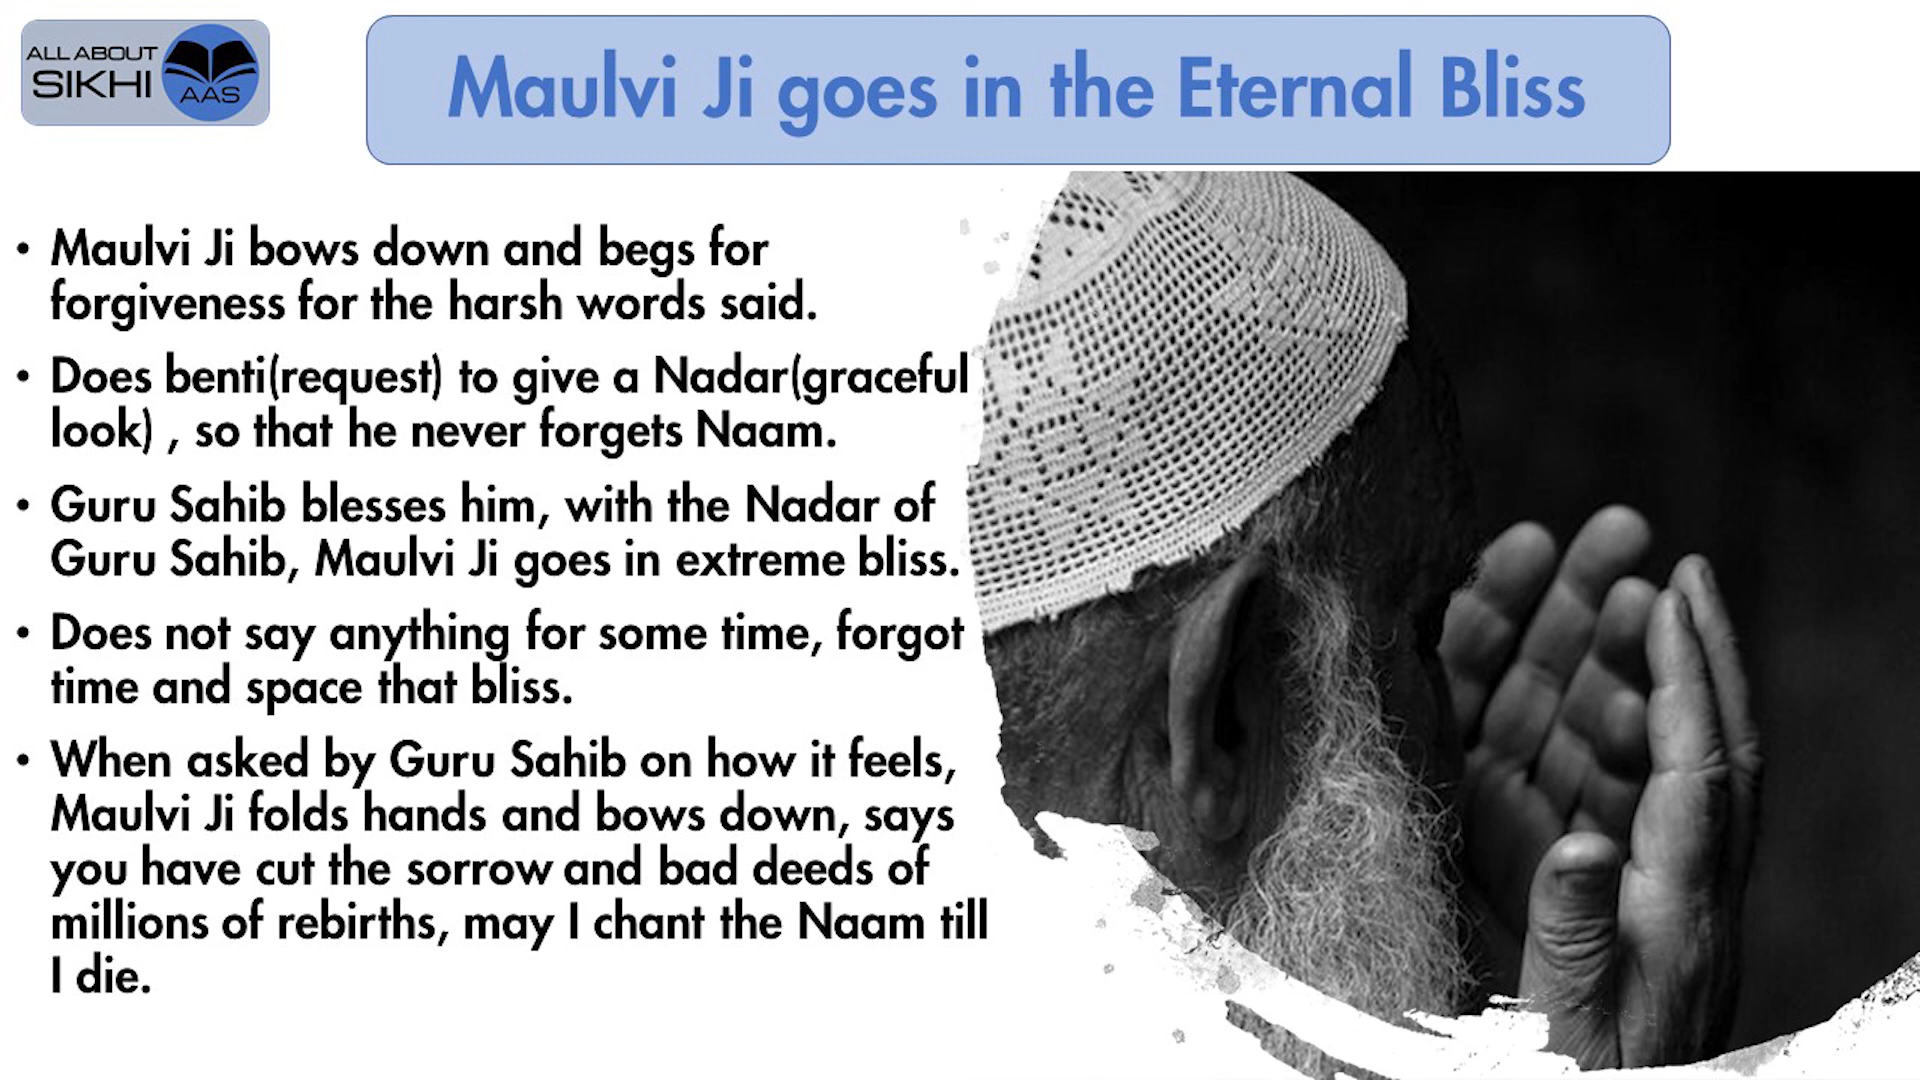 ALL ABOUT
SIKHI
AAS
Maulvi Ji goes in the Eternal Bliss
• Maulvi Ji bows down and begs for
forgiveness for the harsh words said.
• Does benti(request) to give a Nadar(graceful
look) , so that he never forgets Naam.
• Guru Sahib blesses him, with the Nadar of
Guru Sahib, Maulvi Ji goes in extreme bliss.
• Does not say anything for some time, forgot
time and space that bliss.
• When asked by Guru Sahib on how it feels,
Maulvi Ji folds hands and bows down, says
you have cut the sorrow and bad deeds of
millions of rebirths, may I chant the Naam till
I die.